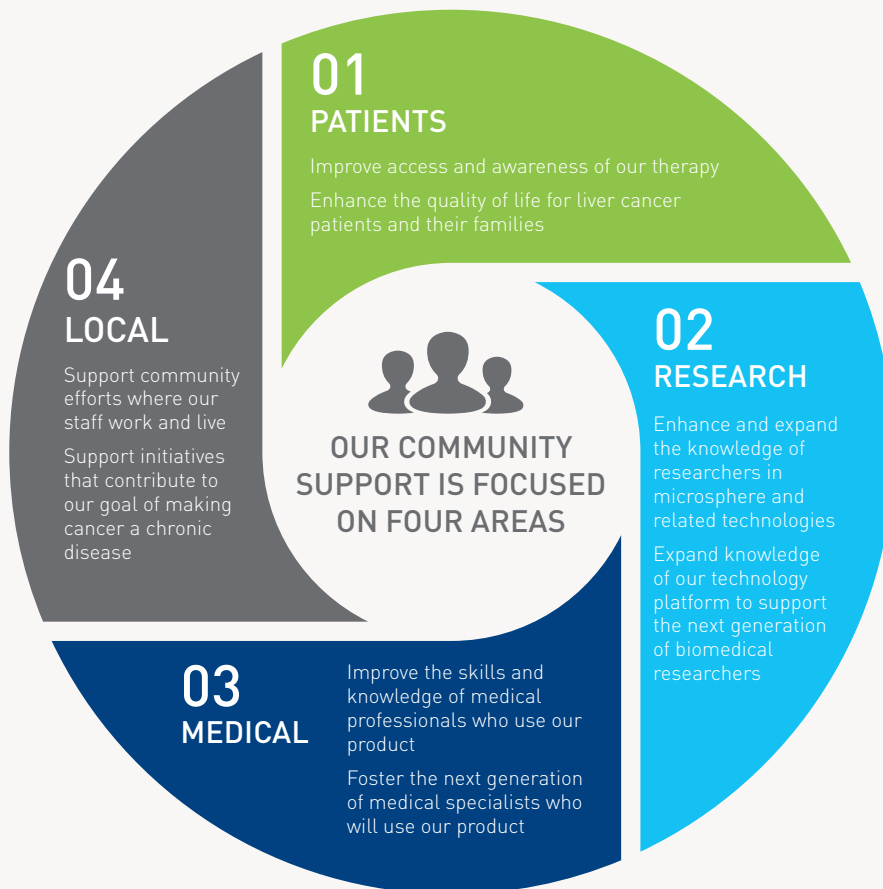 01
PATIENTS
Improve access and awareness of our therapy
Enhance the quality of life for liver cancer
patients and their families
02
RESEARCH
Enhance and expand
the knowledge of
researchers in
microsphere and
related technologies
Expand knowledge
of our technology
platform to support
the next generation
of biomedical
researchers
03
MEDICAL
Improve the skills and
knowledge of medical
professionals who use our
product
Foster the next generation
of medical specialists who
will use our product
04
LOCAL
Support community
efforts where our
staff work and live
Support initiatives
that contribute to
our goal of making
cancer a chronic
disease
OUR COMMUNITY
SUPPORT IS FOCUSED
ON FOUR AREAS